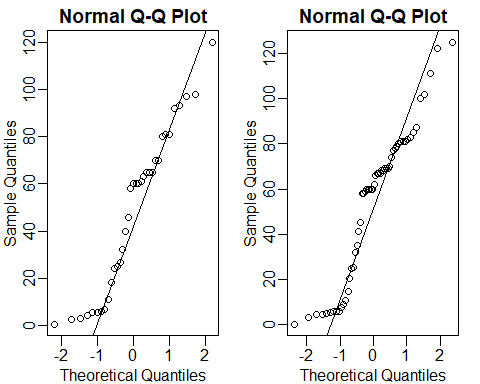 Normal Q-Q Plot
Sample Quantiles
0 20 40 60 80 100 120
-2 -1 0 1 2
Theoretical Quantiles
Normal Q-Q Plot
Sample Quantiles
0 20 40 60 80 100 120
-2 -1 0 1 2
Theoretical Quantiles